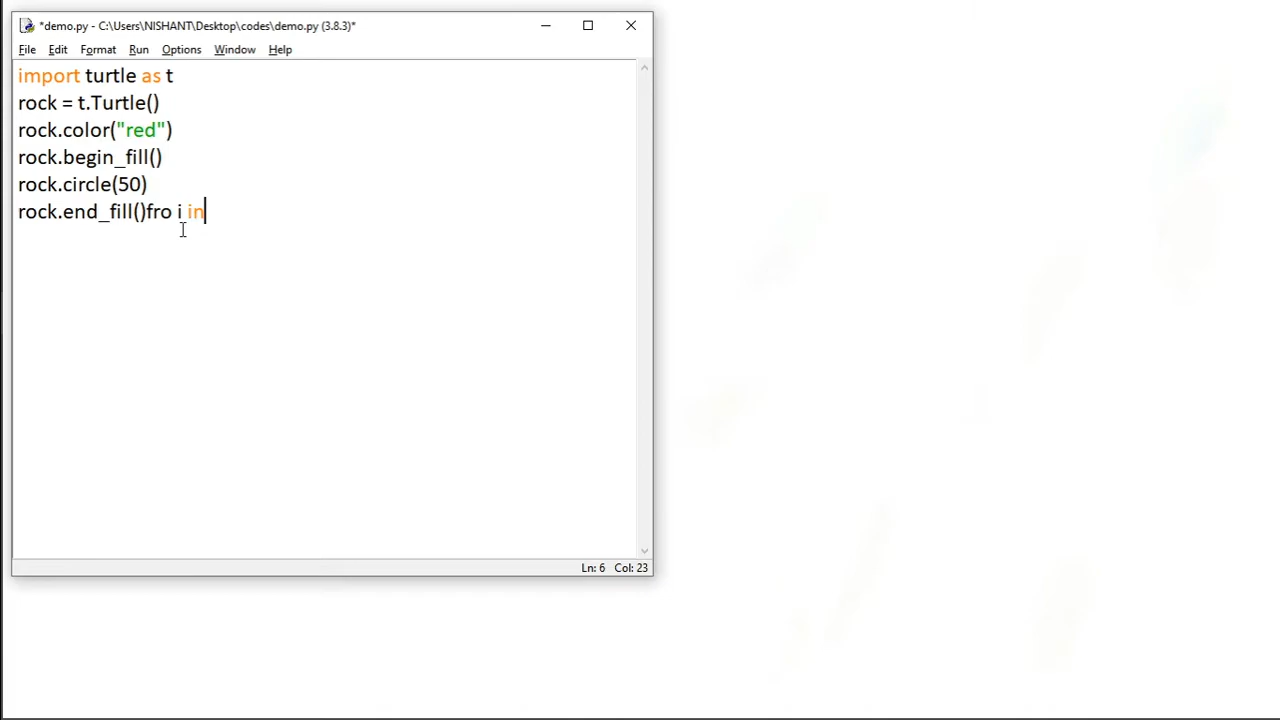 *demo.py - C:\Users\NISHANT\Desktop\codes\demo.py (3.8.3)*
File Edit Format Run Options Window Help
import turtle as t
rock = t.Turtle()
rock.color("red")
rock.begin_fill()
rock.circle(50)
rock.end_fill()fro i in
Ln: 6 Col: 23